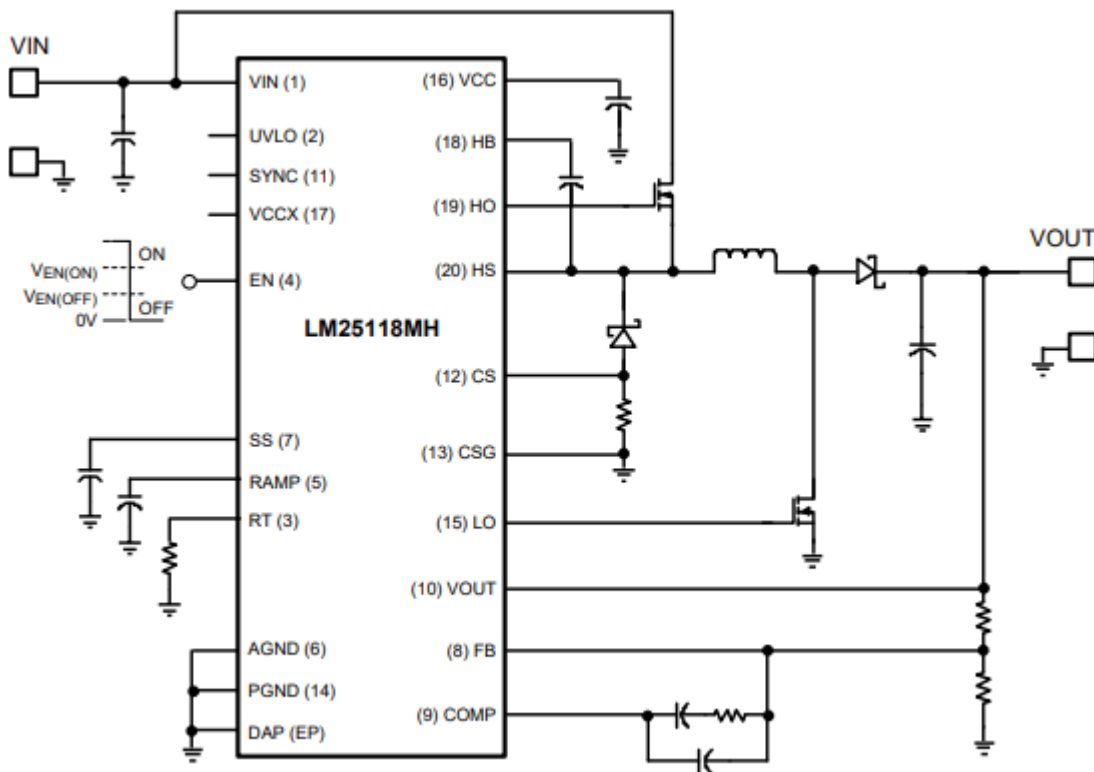 VIN
VOUT
VIN (1)
UVLO (2)
SYNC (11)
VCCX (17)
EN (4)
ON
VEN(ON)
VEN(OFF)
OFF
0V
LM25118MH
SS (7)
RAMP (5)
RT (3)
AGND (6)
PGND (14)
DAP (EP)
(16) VCC
(18) HB
(19) HO
(20) HS
(12) CS
(13) CSG
(15) LO
(10) VOUT
(8) FB
(9) COMP